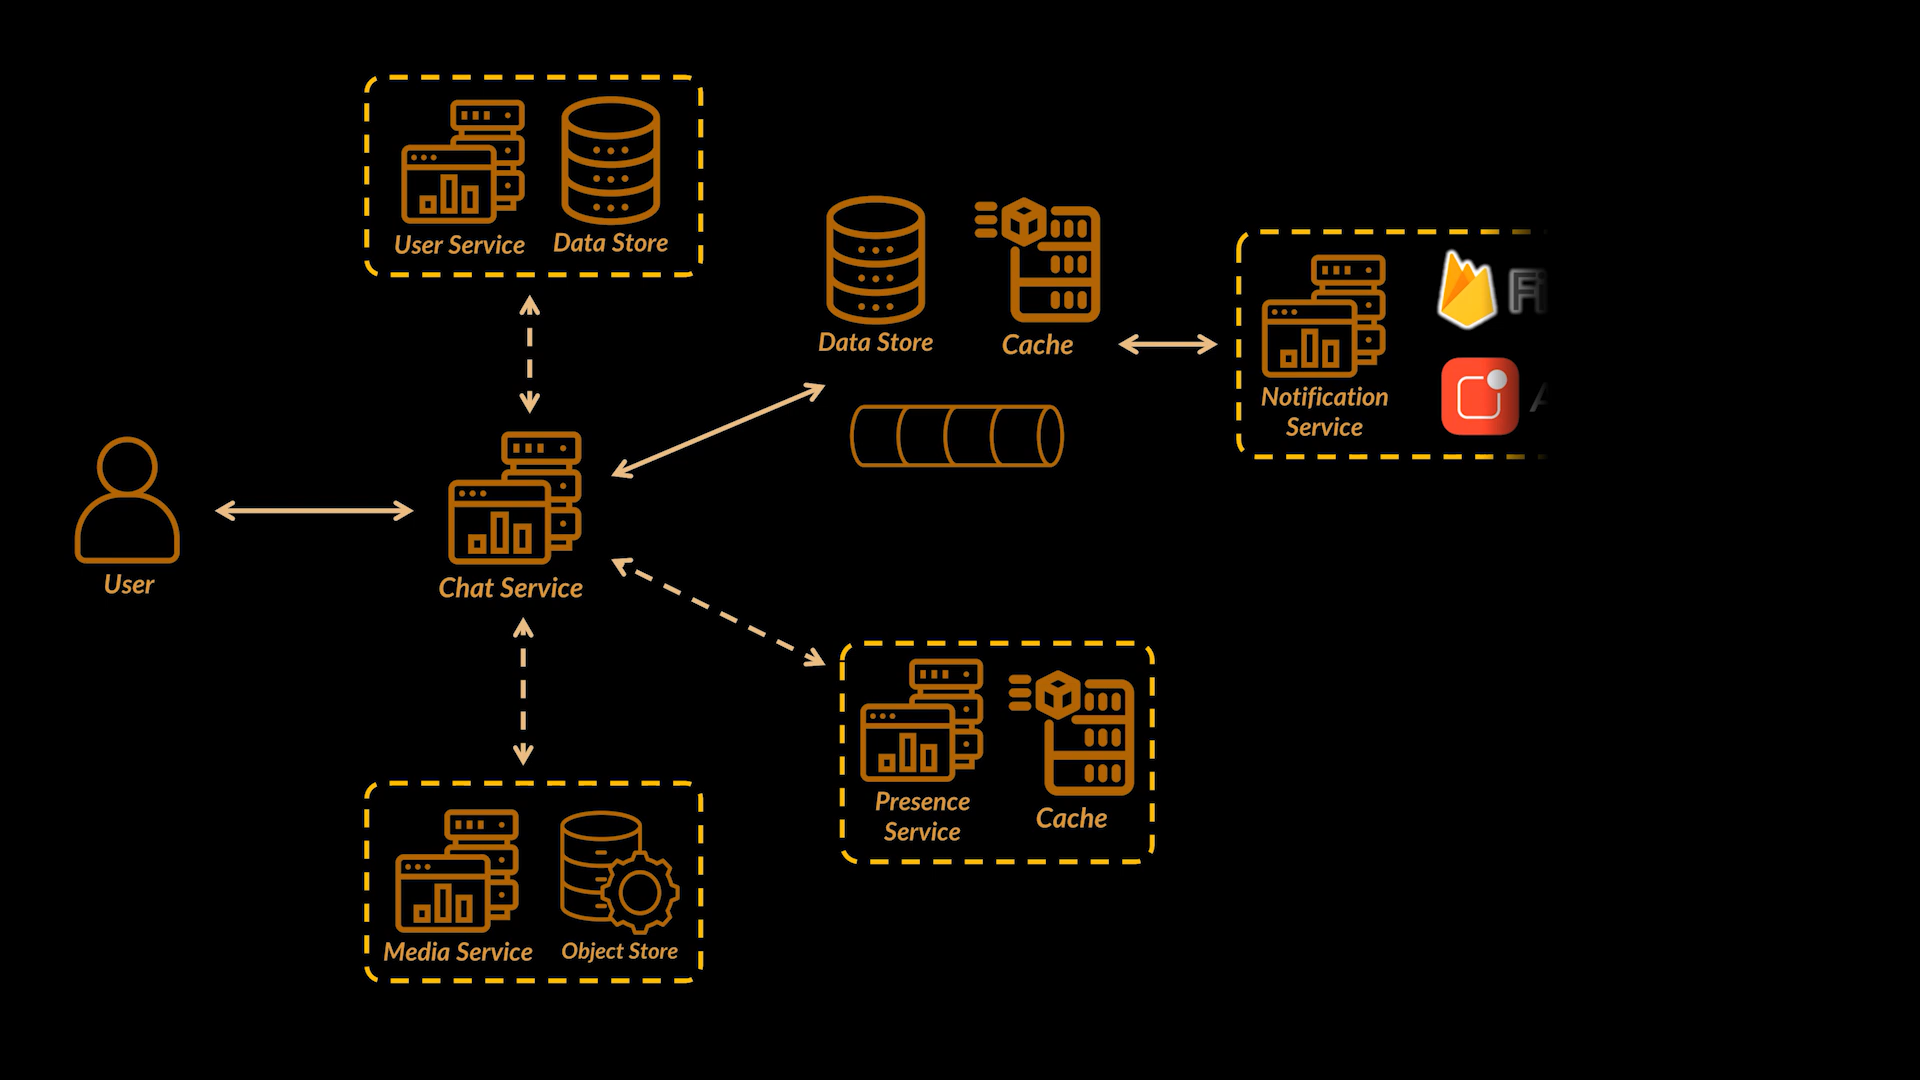 User Service
Data Store
Data Store
Cache
Notification
Service
User
Chat Service
Presence
Service
Cache
Media Service
Object Store